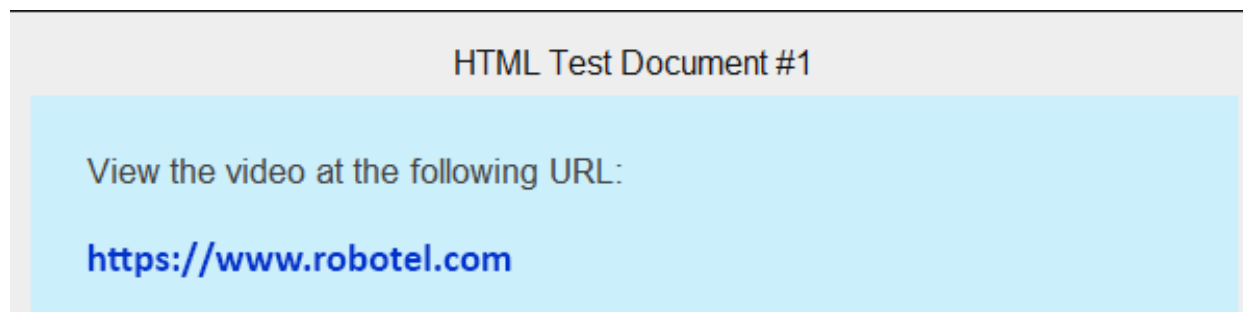 HTML Test Document #1
View the video at the following URL:
https://www.robotel.com